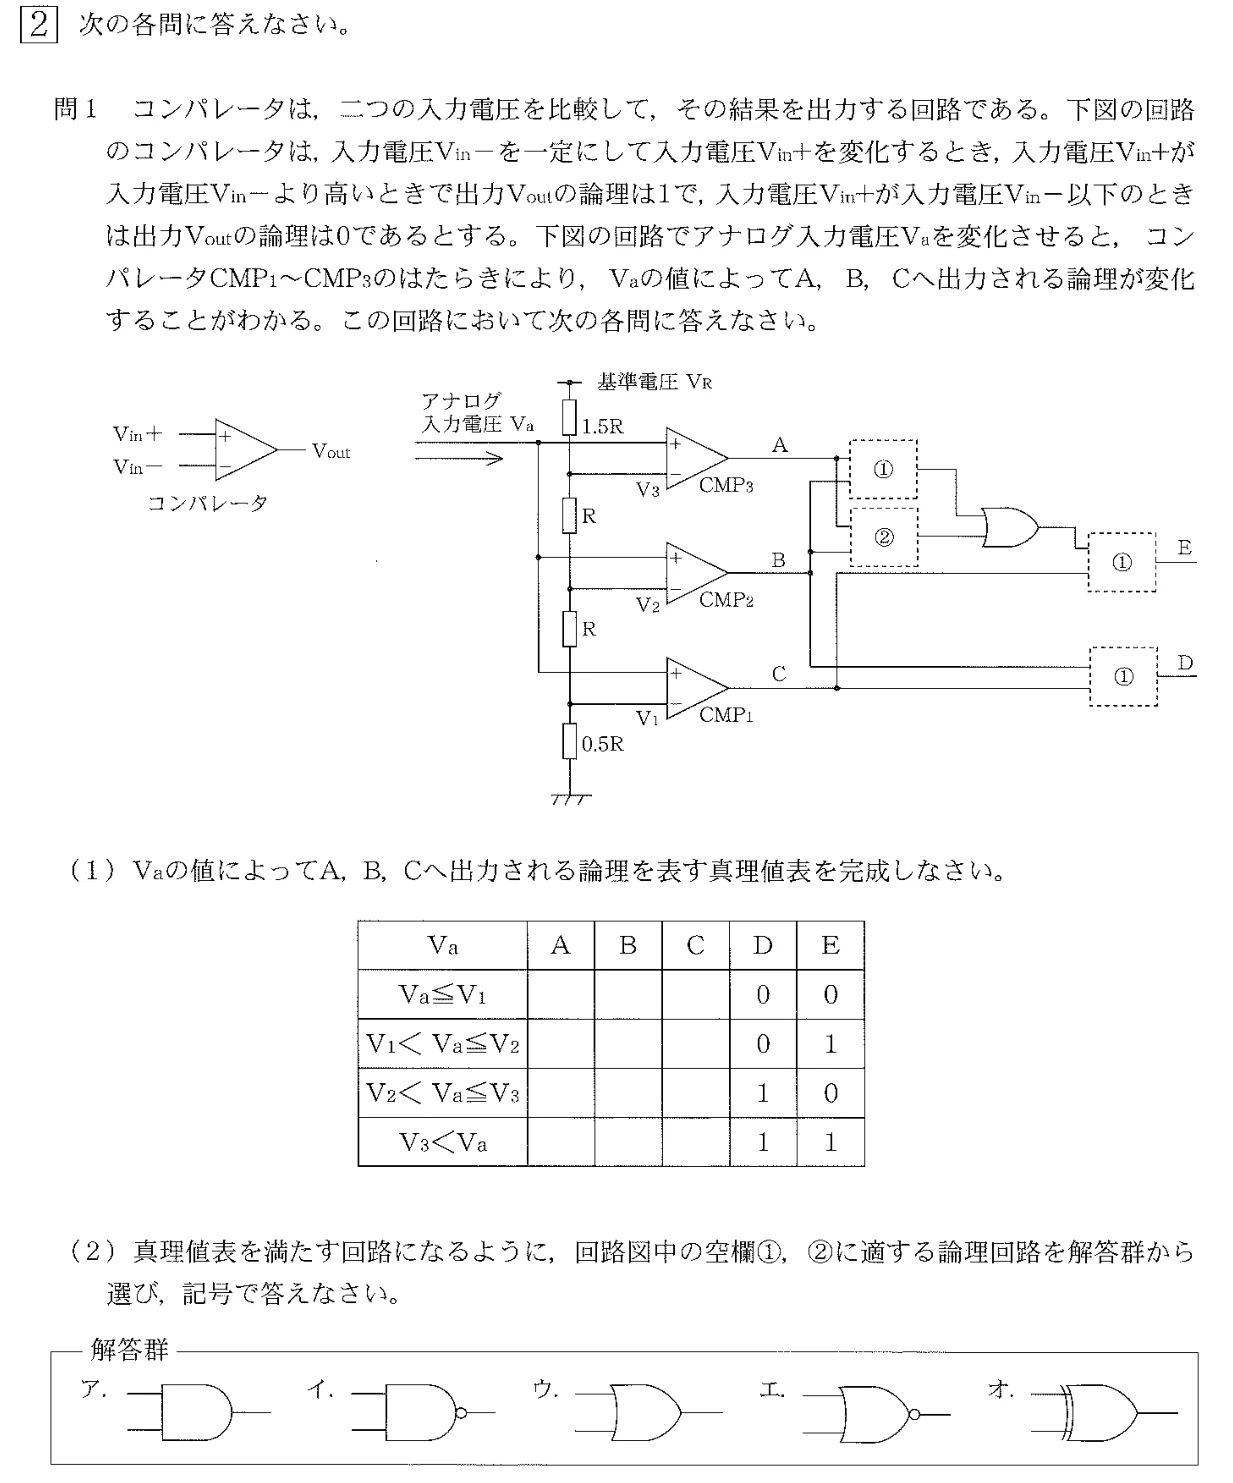 2 次の各問に答えなさい。
問1 コンパレータは，二つの入力電圧を比較して，その結果を出力する回路である。下図の回路
のコンパレータは，入力電圧Vin－を一定にして入力電圧Vin＋を変化するとき，入力電圧Vin＋が
入力電圧Vin－より高いときで出力Voutの論理は1で，入力電圧Vin＋が入力電圧Vin－以下のとき
は出力Voutの論理は0であるとする。下図の回路でアナログ入力電圧Vaを変化させると，コン
パレータCMP1～CMP3のはたらきにより，Vaの値によってA，B，Cへ出力される論理が変化
することがわかる。この回路において次の各問に答えなさい。
Vin＋
Vin－
+
−
Vout
コンパレータ
アナログ
入力電圧 Va
基準電圧 VR
1.5R
+
−
V3
CMP3
A
①
R
②
+
−
V2
CMP2
B
①
E
R
+
−
V1
CMP1
C
①
D
0.5R
（1）Vaの値によってA，B，Cへ出力される論理を表す真理値表を完成しなさい。
Va A B C D E
Va≦V1 0 0
V1＜ Va≦V2 0 1
V2＜ Va≦V3 1 0
V3＜Va 1 1
（2）真理値表を満たす回路になるように，回路図中の空欄①，②に適する論理回路を解答群から
選び，記号で答えなさい。
解答群
ア. イ. ウ. エ. オ.